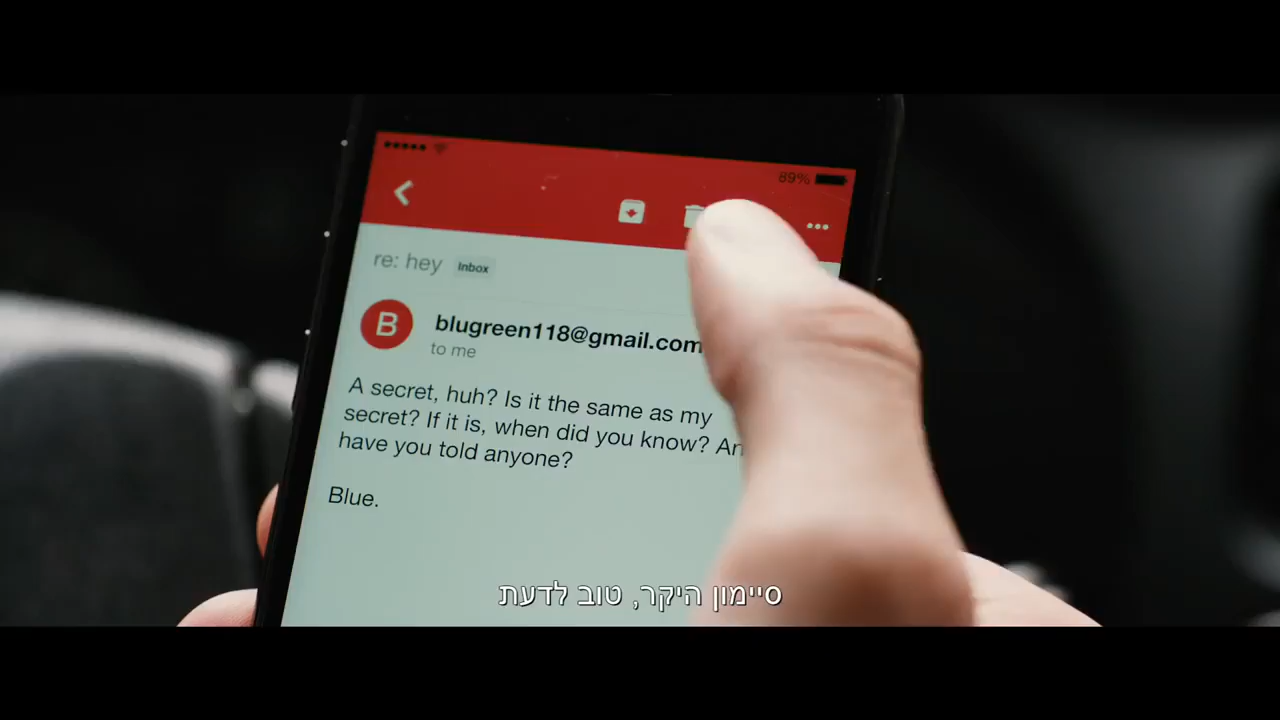 89%
re: hey Inbox
B
blugreen118@gmail.com
to me
A secret, huh? Is it the same as my
secret? If it is, when did you know?
have you told anyone?
Blue.
סיימון היקר, טוב לדעת